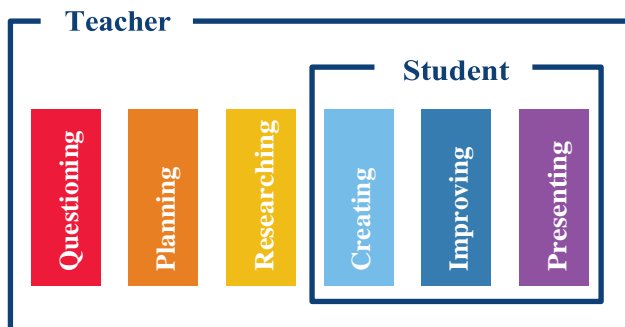 Teacher
Student
Questioning
Planning
Researching
Creating
Improving
Presenting